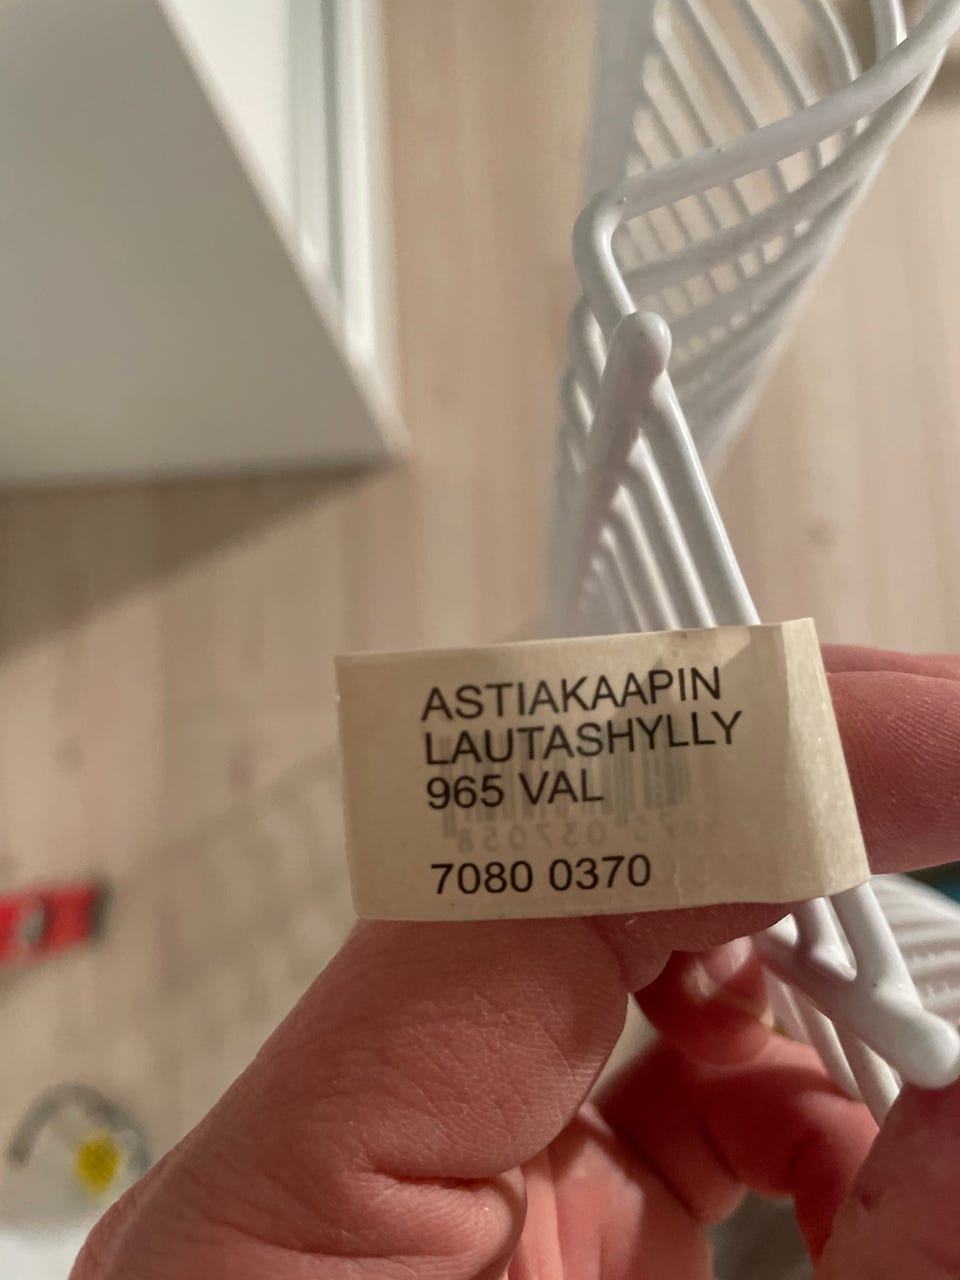 ASTIAKAAPIN
LAUTASHYLLY
965 VAL
7080 0370